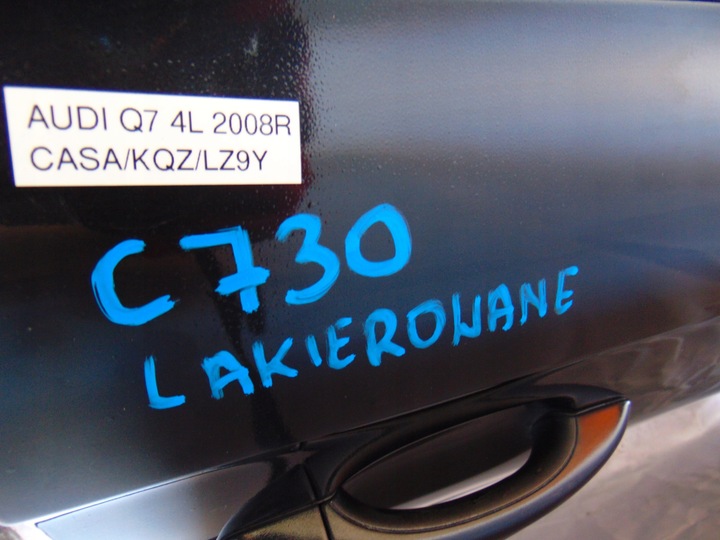 AUDI Q7 4L 2008R
CASA/KQZ/LZ9Y
C730
LAKIEROWANE